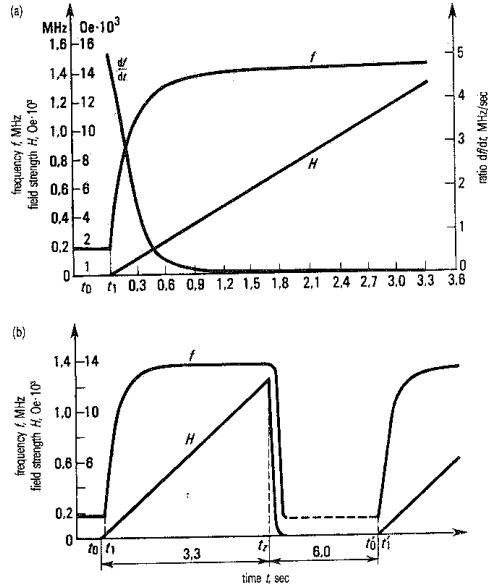 (a)
MHz Oe·10³
1,6 16
1,4 14
1,2 12
1,0 10
0,8 8
0,6 6
0,4 4
0,2 2
0 1
df/dt
f
H
5
4
3
2
1
0
frequency f, MHz
field strength H, Oe·10³
ratio df/dt, MHz/sec
t₀ t₁ 0,3 0,6 0,9 1,2 1,5 1,8 2,1 2,4 2,7 3,0 3.3 3.6
(b)
1,4 14
1,0 10
0,6 6
0,2 2
0
f
H
frequency f, MHz
field strength H, Oe·10³
t₀ t₁ tᵣ t₀' t₁'
3,3 6,0
time t, sec